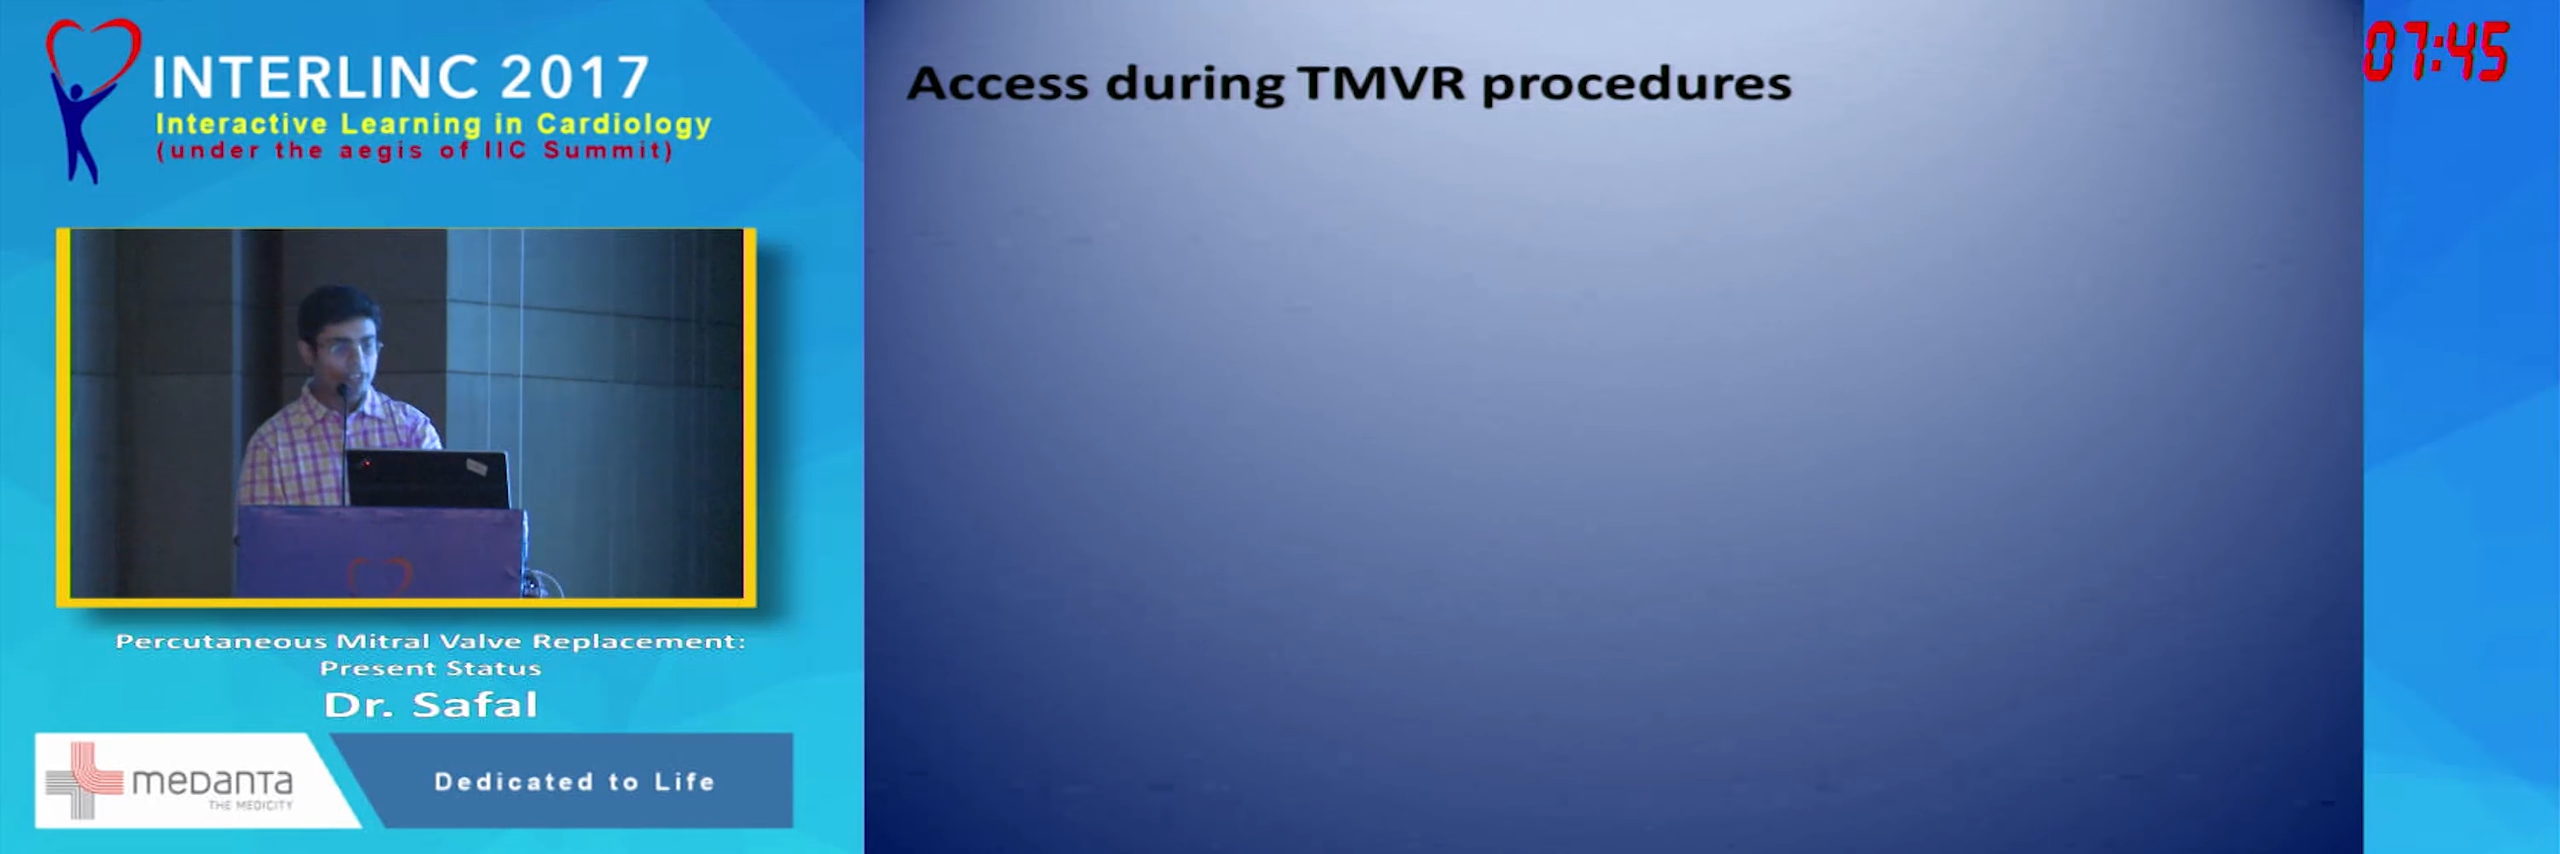 INTERLINC 2017
Interactive Learning in Cardiology
(under the aegis of IIC Summit)
Percutaneous Mitral Valve Replacement:
Present Status
Dr. Safal
medanta
THE MEDICITY
Dedicated to Life
Access during TMVR procedures
07:45